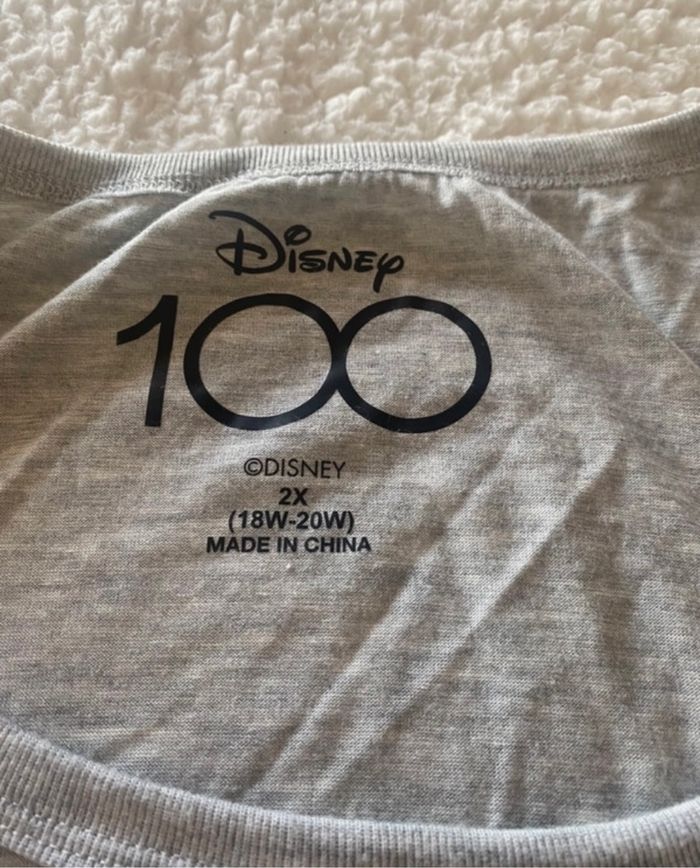 Disney
100
©DISNEY
2X
(18W-20W)
MADE IN CHINA